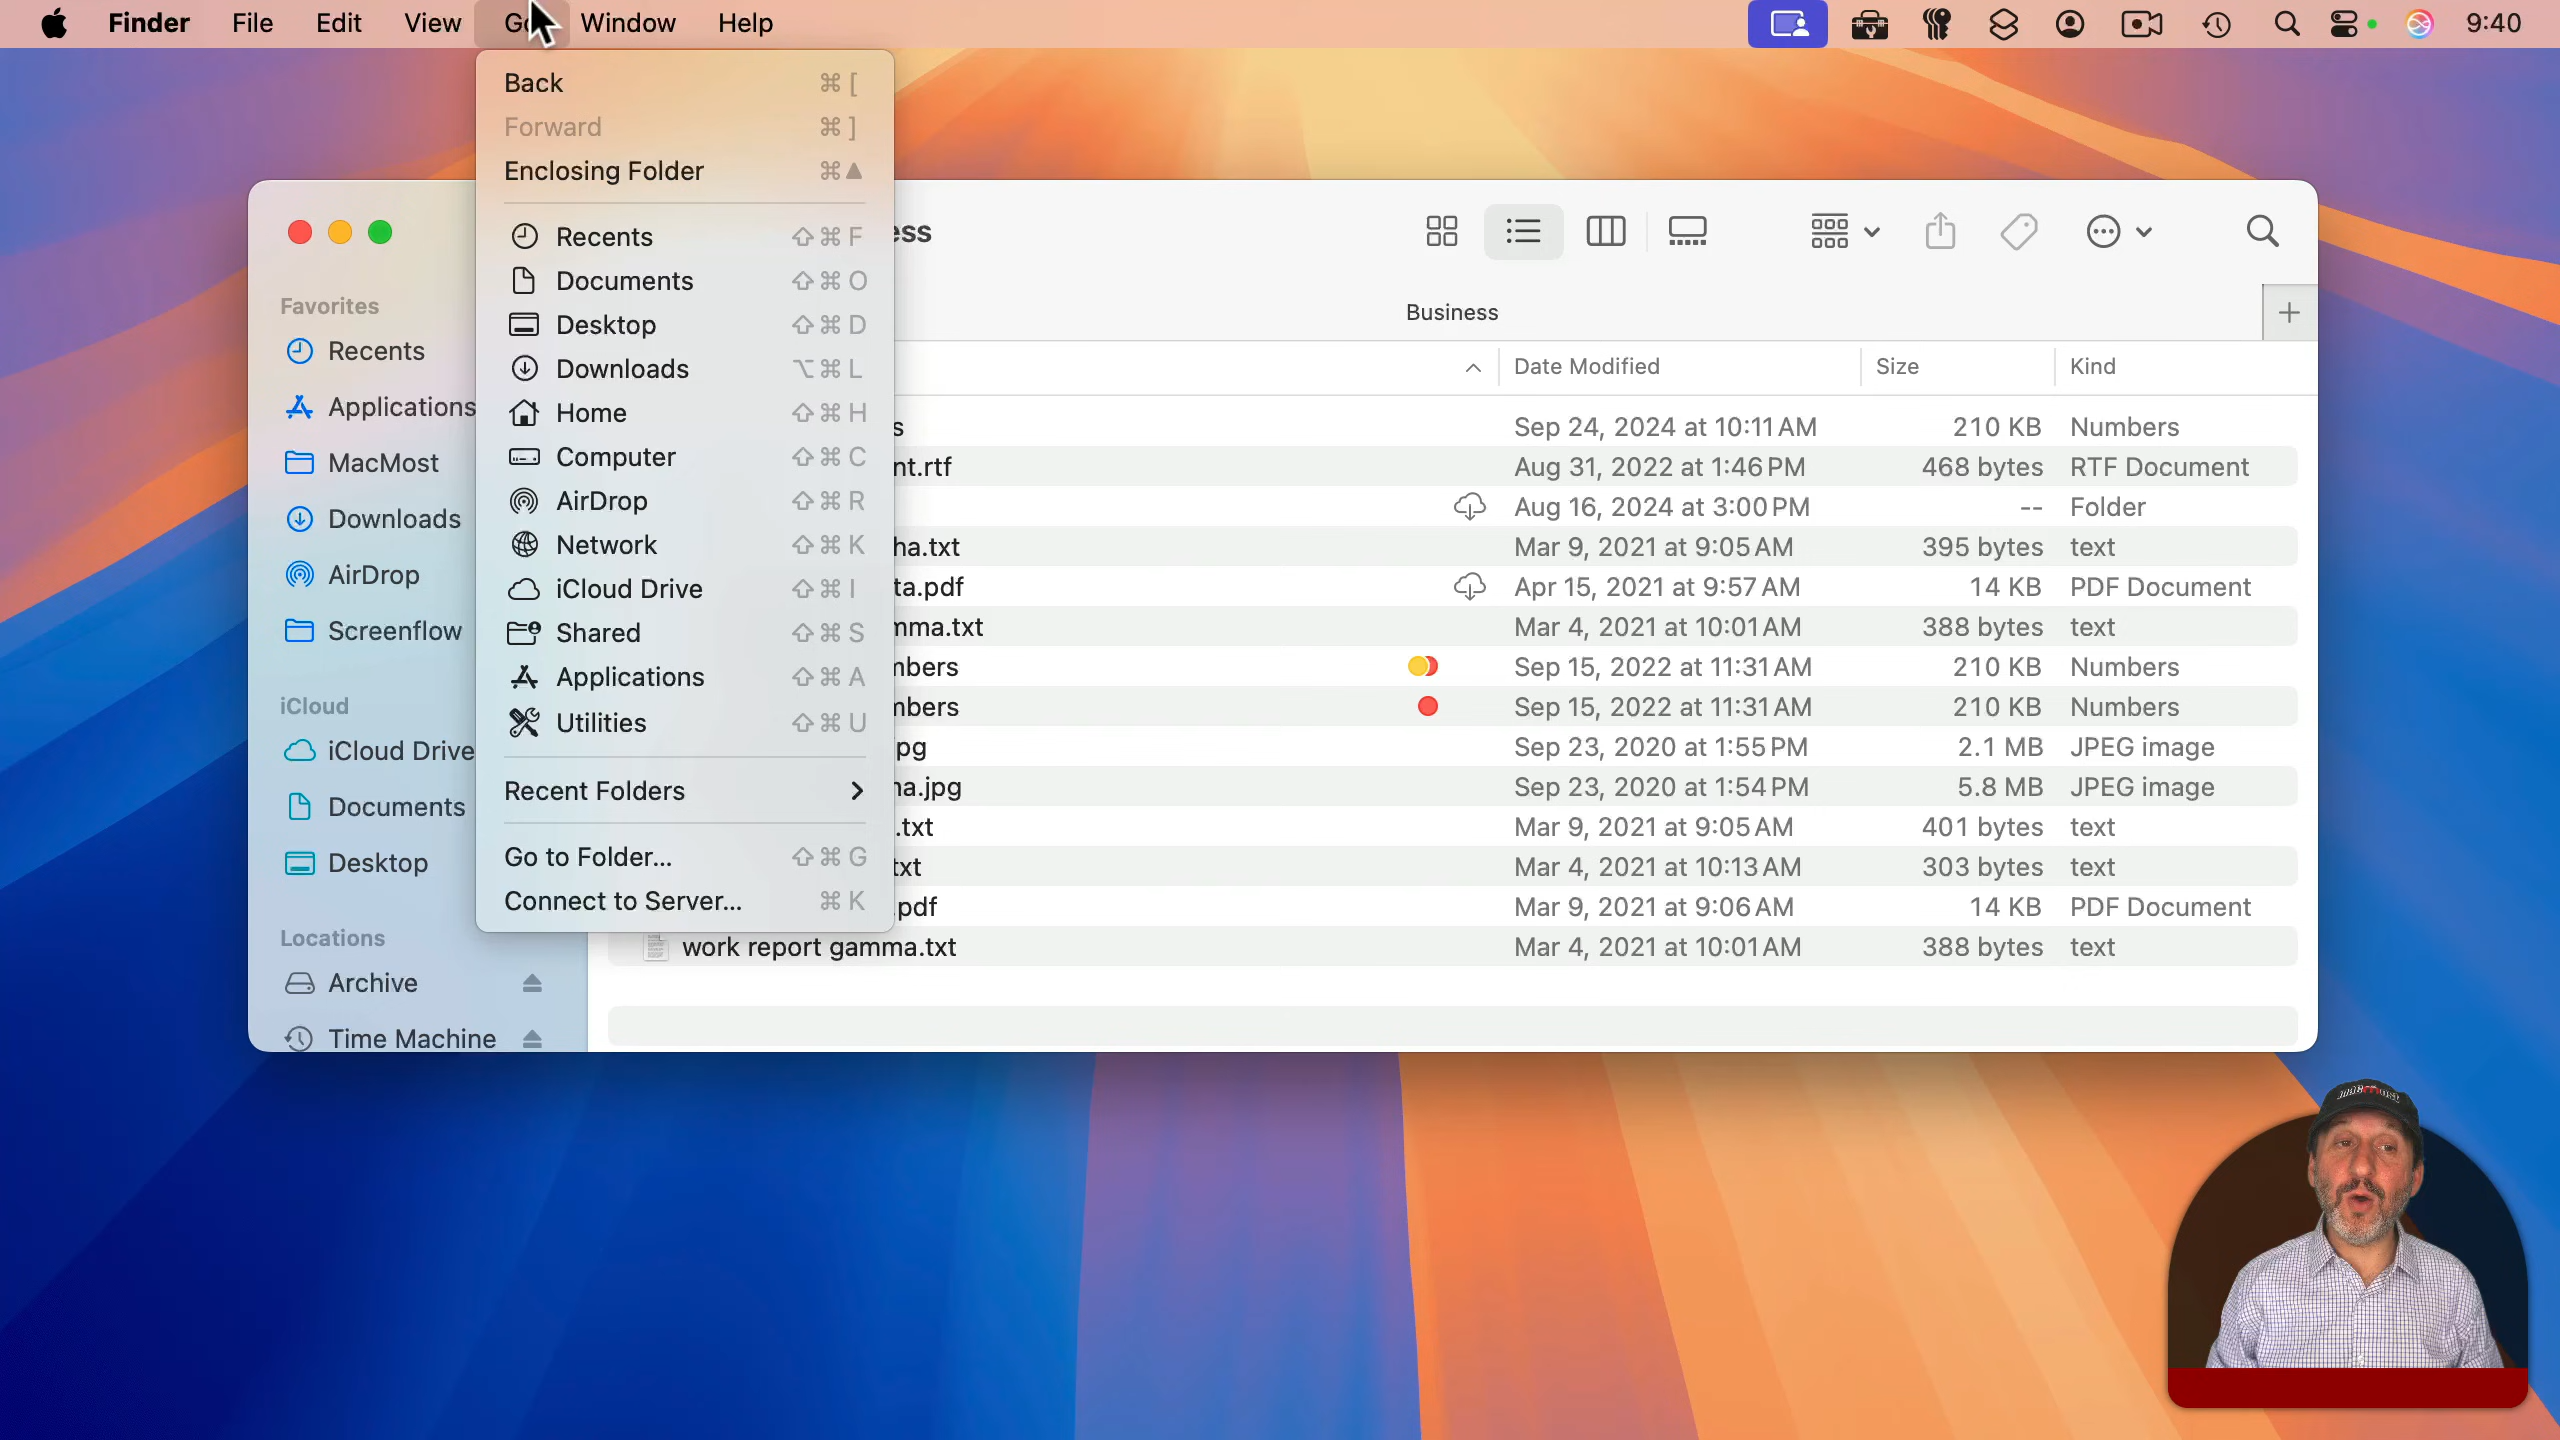 Finder File Edit View Go Window Help 9:40
Back ⌘ [
Forward ⌘ ]
Enclosing Folder ⌘▲
Recents ⇧⌘F
Documents ⇧⌘O
Desktop ⇧⌘D
Downloads ⌥⌘L
Home ⇧⌘H
Computer ⇧⌘C
AirDrop ⇧⌘R
Network ⇧⌘K
iCloud Drive ⇧⌘I
Shared ⇧⌘S
Applications ⇧⌘A
Utilities ⇧⌘U
Recent Folders
Go to Folder... ⇧⌘G
Connect to Server... ⌘K
Favorites
Recents
Applications
MacMost
Downloads
AirDrop
Screenflow
iCloud
iCloud Drive
Documents
Desktop
Locations
Archive
Time Machine
ess
Business
Date Modified Size Kind
s Sep 24, 2024 at 10:11 AM 210 KB Numbers
nt.rtf Aug 31, 2022 at 1:46 PM 468 bytes RTF Document
Aug 16, 2024 at 3:00 PM -- Folder
ha.txt Mar 9, 2021 at 9:05 AM 395 bytes text
ta.pdf Apr 15, 2021 at 9:57 AM 14 KB PDF Document
mma.txt Mar 4, 2021 at 10:01 AM 388 bytes text
mbers Sep 15, 2022 at 11:31 AM 210 KB Numbers
mbers Sep 15, 2022 at 11:31 AM 210 KB Numbers
pg Sep 23, 2020 at 1:55 PM 2.1 MB JPEG image
ha.jpg Sep 23, 2020 at 1:54 PM 5.8 MB JPEG image
.txt Mar 9, 2021 at 9:05 AM 401 bytes text
txt Mar 4, 2021 at 10:13 AM 303 bytes text
.pdf Mar 9, 2021 at 9:06 AM 14 KB PDF Document
work report gamma.txt Mar 4, 2021 at 10:01 AM 388 bytes text